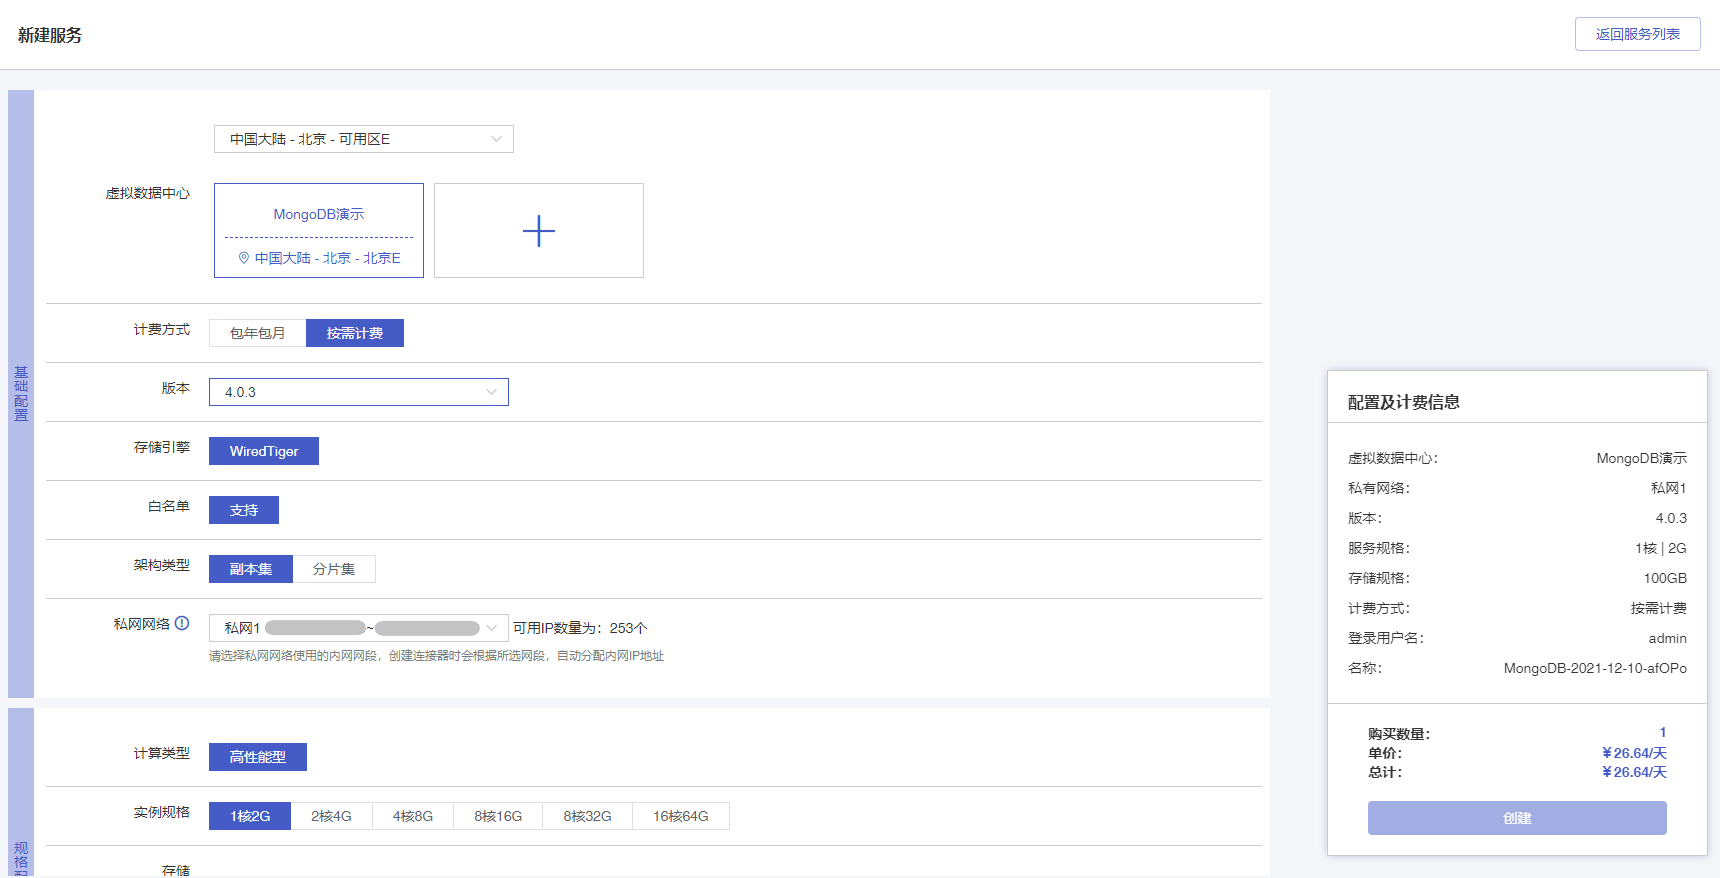 新建服务
返回服务列表
基础配置
中国大陆 - 北京 - 可用区E
虚拟数据中心
MongoDB演示
中国大陆 - 北京 - 北京E
计费方式
包年包月 按需计费
版本
4.0.3
存储引擎
WiredTiger
白名单
支持
架构类型
副本集 分片集
私网网络
私网1 ~ 可用IP数量为：253个
请选择私网网络使用的内网网段，创建连接器时会根据所选网段，自动分配内网IP地址
规格配
计算类型
高性能型
实例规格
1核2G 2核4G 4核8G 8核16G 8核32G 16核64G
存储
配置及计费信息
虚拟数据中心： MongoDB演示
私有网络： 私网1
版本： 4.0.3
服务规格： 1核 | 2G
存储规格： 100GB
计费方式： 按需计费
登录用户名： admin
名称： MongoDB-2021-12-10-afOPo
购买数量： 1
单价： ¥26.64/天
总计： ¥26.64/天
创建